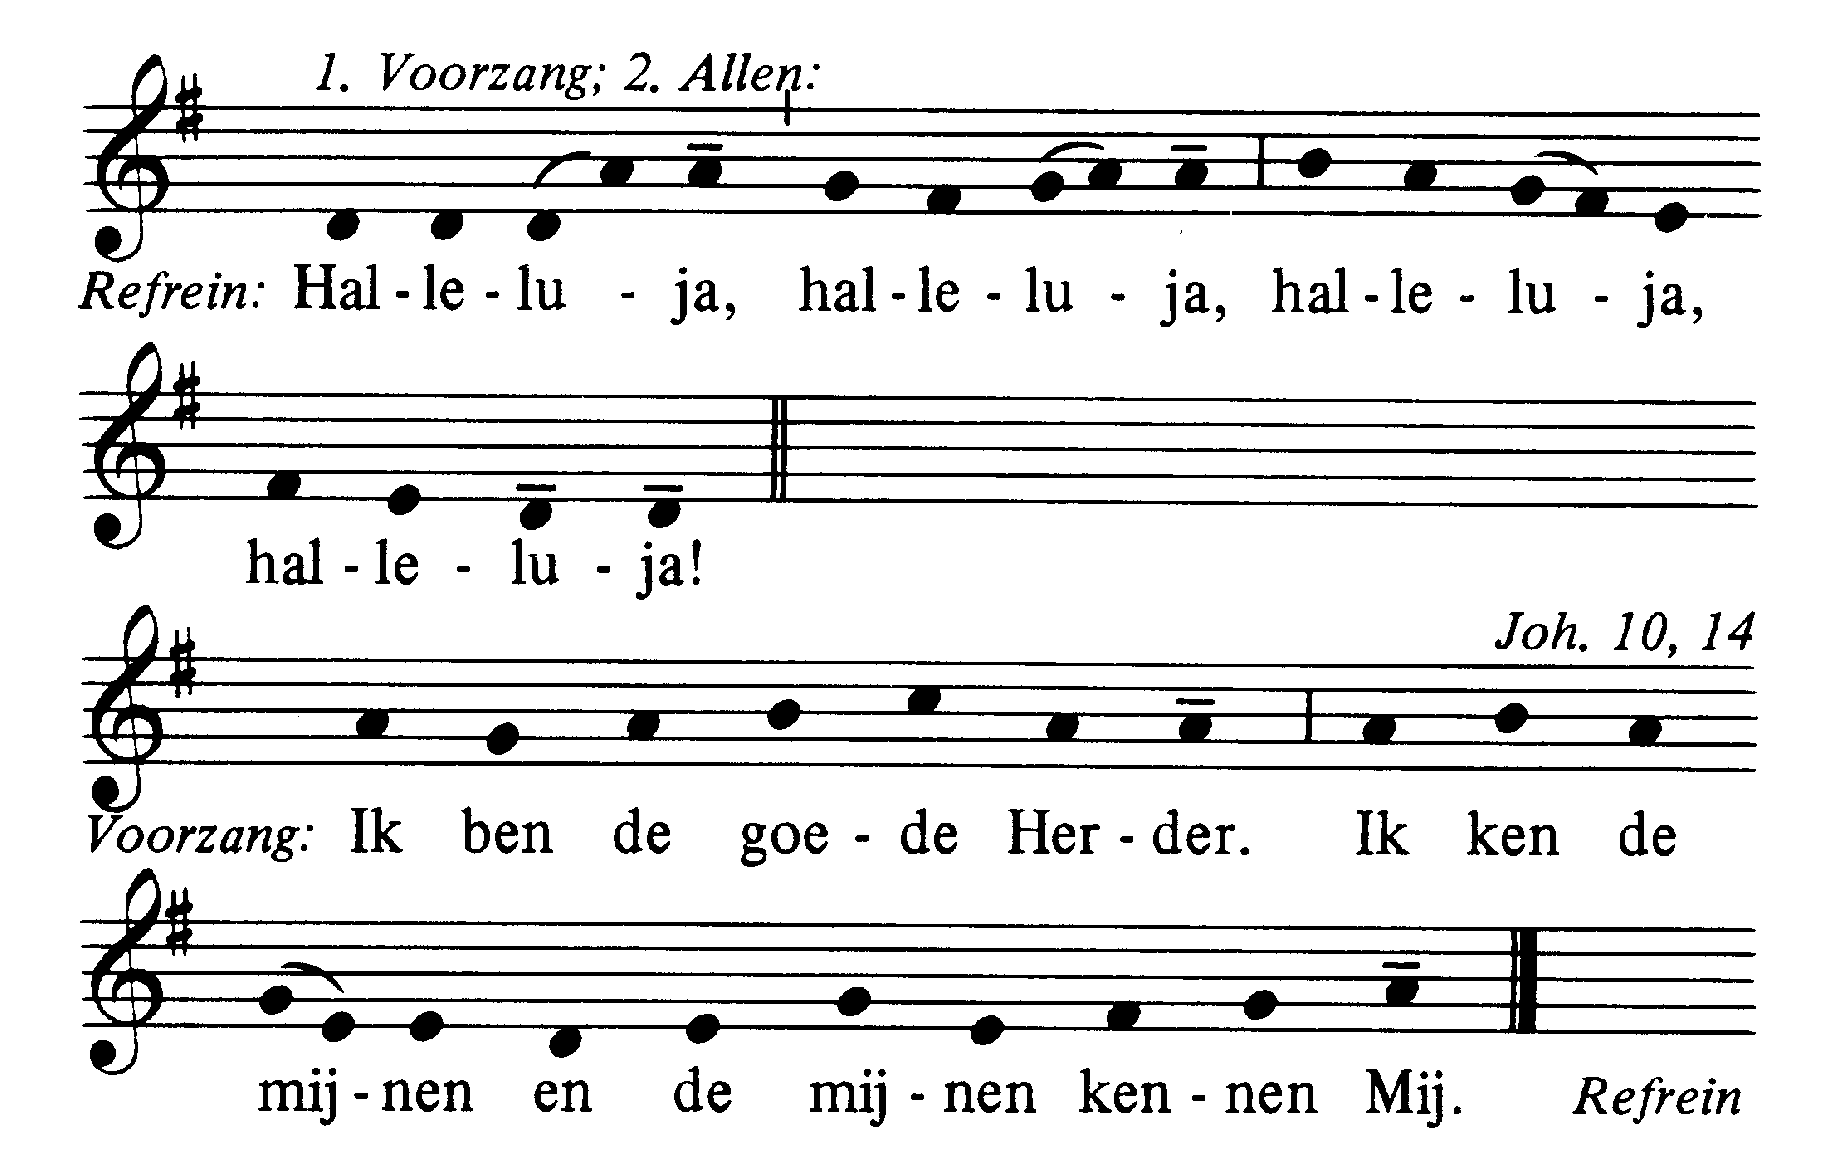 1. Voorzang; 2. Allen:
Refrein: Hal - le - lu - ja, hal - le - lu - ja, hal - le - lu - ja,
hal - le - lu - ja!
Joh. 10, 14
Voorzang: Ik ben de goe - de Her - der. Ik ken de
mij - nen en de mij - nen ken - nen Mij. Refrein